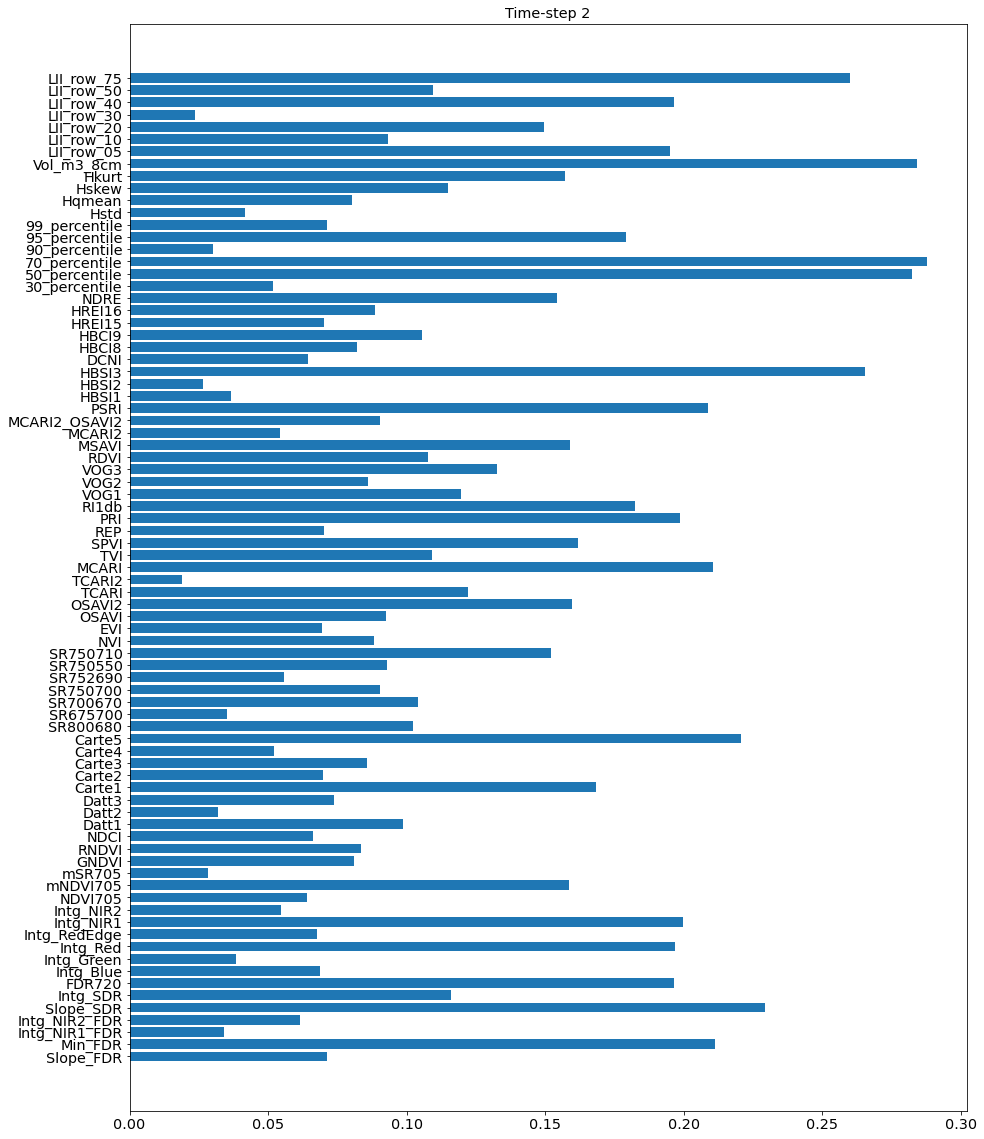 Time-step 2
LII_row_75
LII_row_50
LII_row_40
LII_row_30
LII_row_20
LII_row_10
LII_row_05
Vol_m3_8cm
Hkurt
Hskew
Hqmean
Hstd
99_percentile
95_percentile
90_percentile
70_percentile
50_percentile
30_percentile
NDRE
HREI16
HREI15
HBCI9
HBCI8
DCNI
HBSI3
HBSI2
HBSI1
PSRI
MCARI2_OSAVI2
MCARI2
MSAVI
RDVI
VOG3
VOG2
VOG1
RI1db
PRI
REP
SPVI
TVI
MCARI
TCARI2
TCARI
OSAVI2
OSAVI
EVI
NVI
SR750710
SR750550
SR752690
SR750700
SR700670
SR675700
SR800680
Carte5
Carte4
Carte3
Carte2
Carte1
Datt3
Datt2
Datt1
NDCI
RNDVI
GNDVI
mSR705
mNDVI705
NDVI705
Intg_NIR2
Intg_NIR1
Intg_RedEdge
Intg_Red
Intg_Green
Intg_Blue
FDR720
Intg_SDR
Slope_SDR
Intg_NIR2_FDR
Intg_NIR1_FDR
Min_FDR
Slope_FDR
0.00 0.05 0.10 0.15 0.20 0.25 0.30